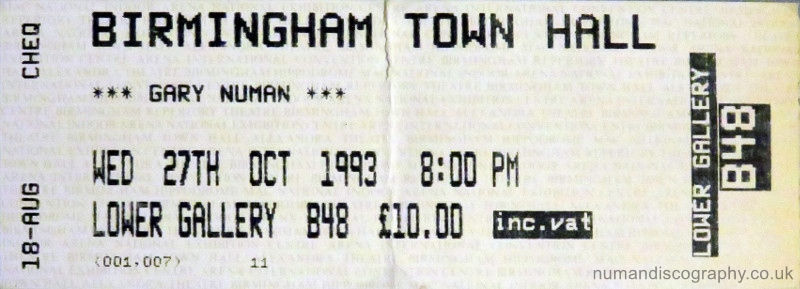 BIRMINGHAM TOWN HALL
*** GARY NUMAN ***
WED 27TH OCT 1993 8:00 PM
LOWER GALLERY B48 £10.00 inc.vat
(001,007) 11
18-AUG CHEQ
LOWER GALLERY
B48
numandiscography.co.uk